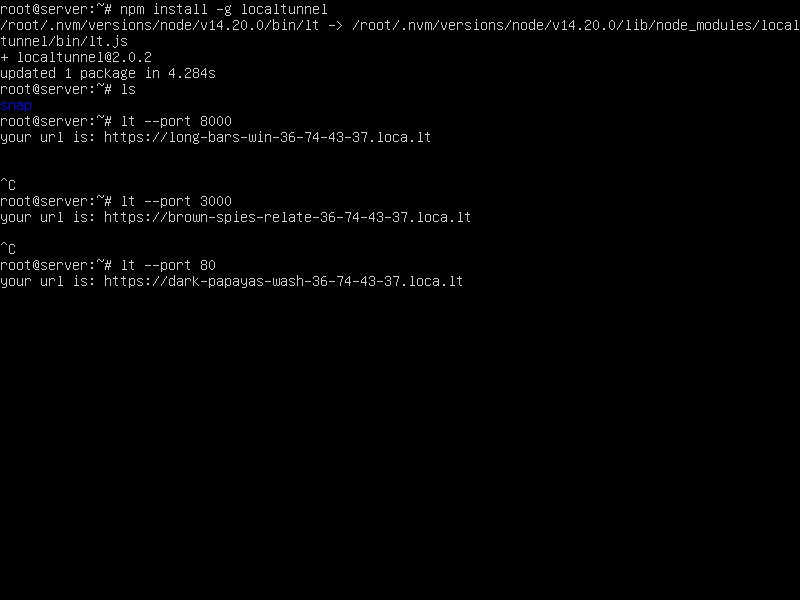 root@server:~# npm install -g localtunnel
/root/.nvm/versions/node/v14.20.0/bin/lt -> /root/.nvm/versions/node/v14.20.0/lib/node_modules/local
tunnel/bin/lt.js
+ localtunnel@2.0.2
updated 1 package in 4.284s
root@server:~# ls
snap
root@server:~# lt --port 8000
your url is: https://long-bars-win-36-74-43-37.loca.lt
^C
root@server:~# lt --port 3000
your url is: https://brown-spies-relate-36-74-43-37.loca.lt
^C
root@server:~# lt --port 80
your url is: https://dark-papayas-wash-36-74-43-37.loca.lt